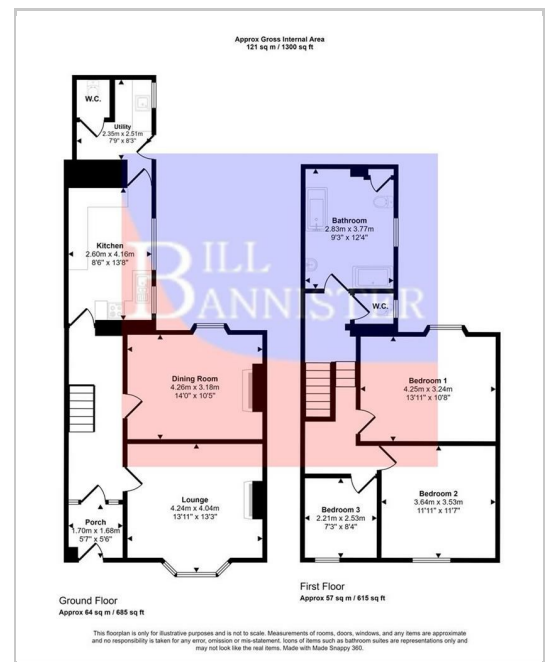 Approx Gross Internal Area
121 sq m / 1300 sq ft
W.C.
Utility
2.35m x 2.51m
7'9" x 8'3"
Kitchen
2.60m x 4.16m
8'6" x 13'8"
Bathroom
2.83m x 3.77m
9'3" x 12'4"
BILL
BANNISTER
W.C.
Dining Room
4.26m x 3.18m
14'0" x 10'5"
Bedroom 1
4.25m x 3.24m
13'11" x 10'8"
Lounge
4.24m x 4.04m
13'11" x 13'3"
Bedroom 2
3.64m x 3.53m
11'11" x 11'7"
Bedroom 3
2.21m x 2.53m
7'3" x 8'4"
Porch
1.70m x 1.68m
5'7" x 5'6"
Ground Floor
Approx 64 sq m / 685 sq ft
First Floor
Approx 57 sq m / 615 sq ft
This floorplan is only for illustrative purposes and is not to scale. Measurements of rooms, doors, windows, and any items are approximate
and no responsibility is taken for any error, omission or mis-statement. Icons of items such as bathroom suites are representations only and
may not look like the real items. Made with Made Snappy 360.